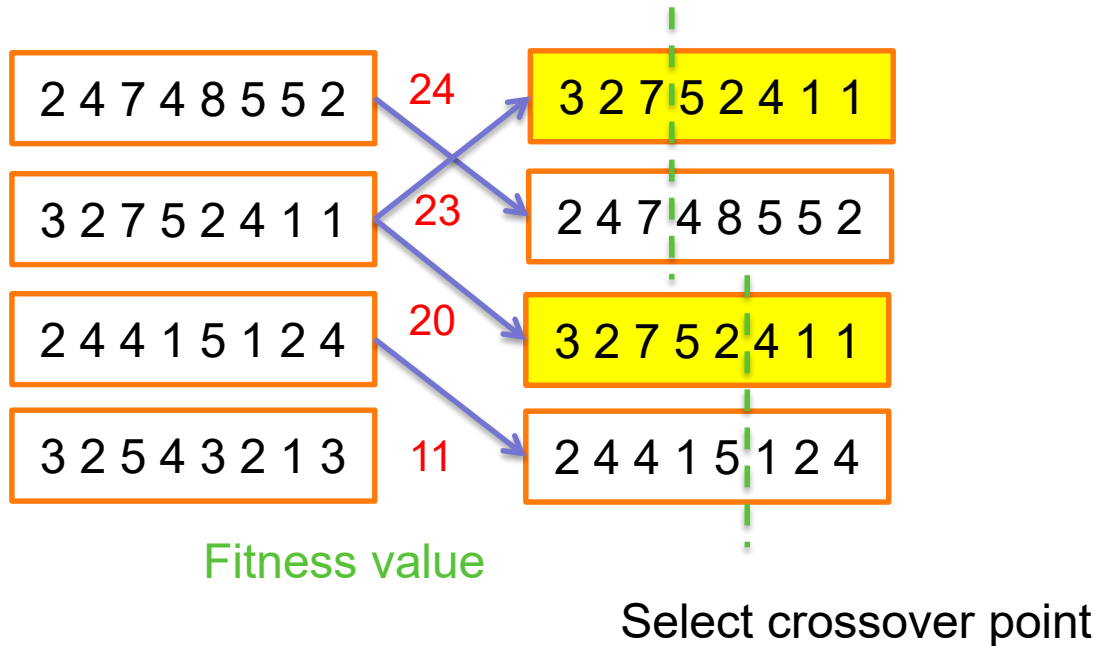 2 4 7 4 8 5 5 2 24 3 2 7 5 2 4 1 1
3 2 7 5 2 4 1 1 23 2 4 7 4 8 5 5 2
2 4 4 1 5 1 2 4 20 3 2 7 5 2 4 1 1
3 2 5 4 3 2 1 3 11 2 4 4 1 5 1 2 4
Fitness value
Select crossover point